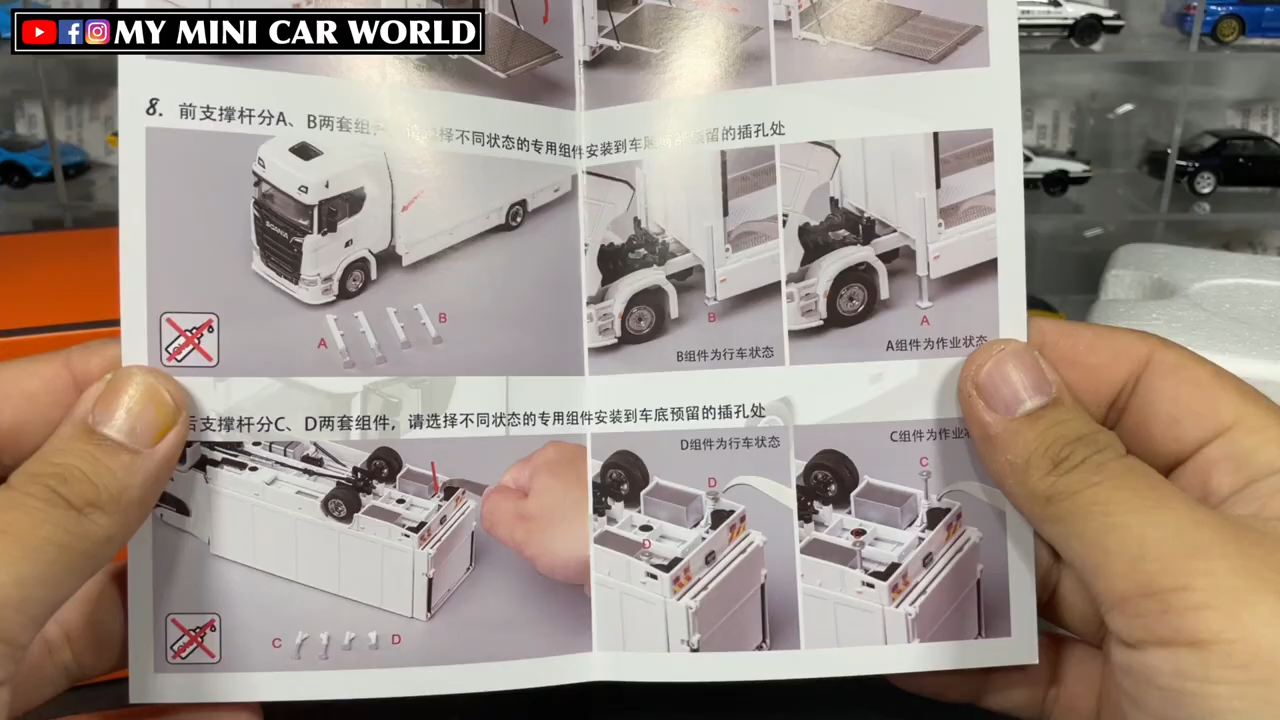 MY MINI CAR WORLD
8. 前支撑杆分A、B两套组件，请选择不同状态的专用组件安装到车底 预留的插孔处
SCANIA
A
B
B
B组件为行车状态
A
A组件为作业状态
后支撑杆分C、D两套组件，请选择不同状态的专用组件安装到车底预留的插孔处
C
D
D组件为行车状态
D
D
C组件为作业
C